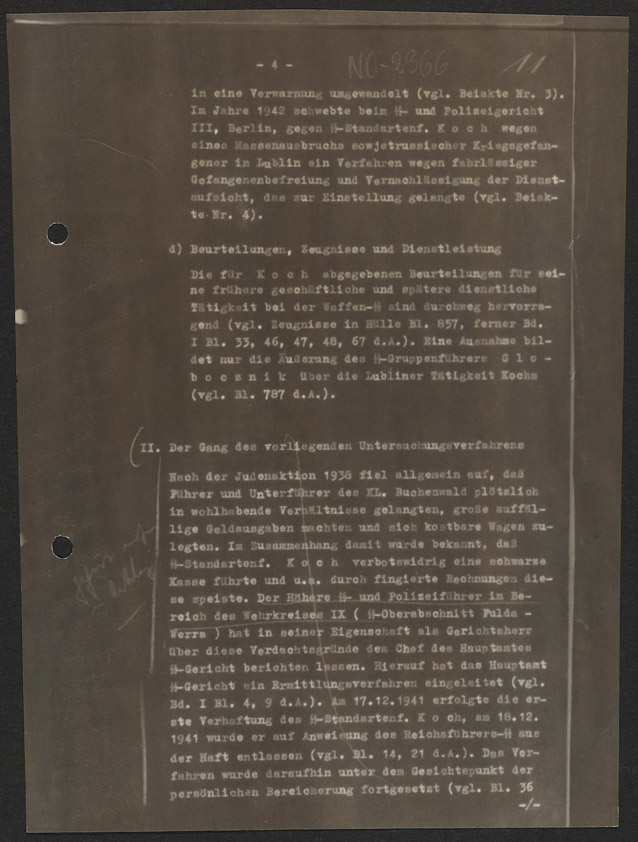 - 4 -
NO-2366
11
in eine Verwarnung umgewandelt (vgl. Beiakte Nr. 3).
Im Jahre 1942 schwebte beim SS- und Polizeigericht
III, Berlin, gegen SS-Standartenf. K o c h wegen
eines Massenausbruchs sowjetrussischer Kriegsgefan-
gener in Lublin ein Verfahren wegen fahrlässiger
Gefangenenbefreiung und Vernachlässigung der Dienst-
aufsicht, das zur Einstellung gelangte (vgl. Beiak-
te Nr. 4).
d) Beurteilungen, Zeugnisse und Dienstleistung
Die für K o c h abgegebenen Beurteilungen für sei-
ne frühere geschäftliche und spätere dienstliche
Tätigkeit bei der Waffen-SS sind durchweg hervorra-
gend (vgl. Zeugnisse in Hülle Bl. 857, ferner Bd.
I Bl. 33, 46, 47, 48, 67 d.A.). Eine Ausnahme bil-
det nur die Äußerung des SS-Gruppenführers G l o -
b o c z n i k über die Lubliner Tätigkeit Kochs
(vgl. Bl. 787 d.A.).
II. Der Gang des vorliegenden Untersuchungsverfahrens
Nach der Judenaktion 1938 fiel allgemein auf, daß
Führer und Unterführer des KL. Buchenwald plötzlich
in wohlhabende Verhältnisse gelangten, große auffäl-
lige Geldausgaben machten und sich kostbare Wagen zu-
legten. Im Zusammenhang damit wurde bekannt, daß
SS-Standartenf. K o c h verbotswidrig eine schwarze
Kasse führte und u.a. durch fingierte Rechnungen die-
se speiste. Der Höhere SS- und Polizeiführer im Be-
reich des Wehrkreises IX ( SS-Oberabschnitt Fulda -
Werra ) hat in seiner Eigenschaft als Gerichtsherr
über diese Verdachtsgründe dem Chef des Hauptamtes
SS-Gericht berichten lassen. Hierauf hat das Hauptamt
SS-Gericht ein Ermittlungsverfahren eingeleitet (vgl.
Bd. I Bl. 4, 9 d.A.). Am 17.12.1941 erfolgte die er-
ste Verhaftung des SS-Standartenf. K o c h, am 18.12.
1941 wurde er auf Anweisung des Reichsführers-SS aus
der Haft entlassen (vgl. Bl. 14, 21 d.A.). Das Ver-
fahren wurde daraufhin unter dem Gesichtspunkt der
persönlichen Bereicherung fortgesetzt (vgl. Bl. 36
-/-